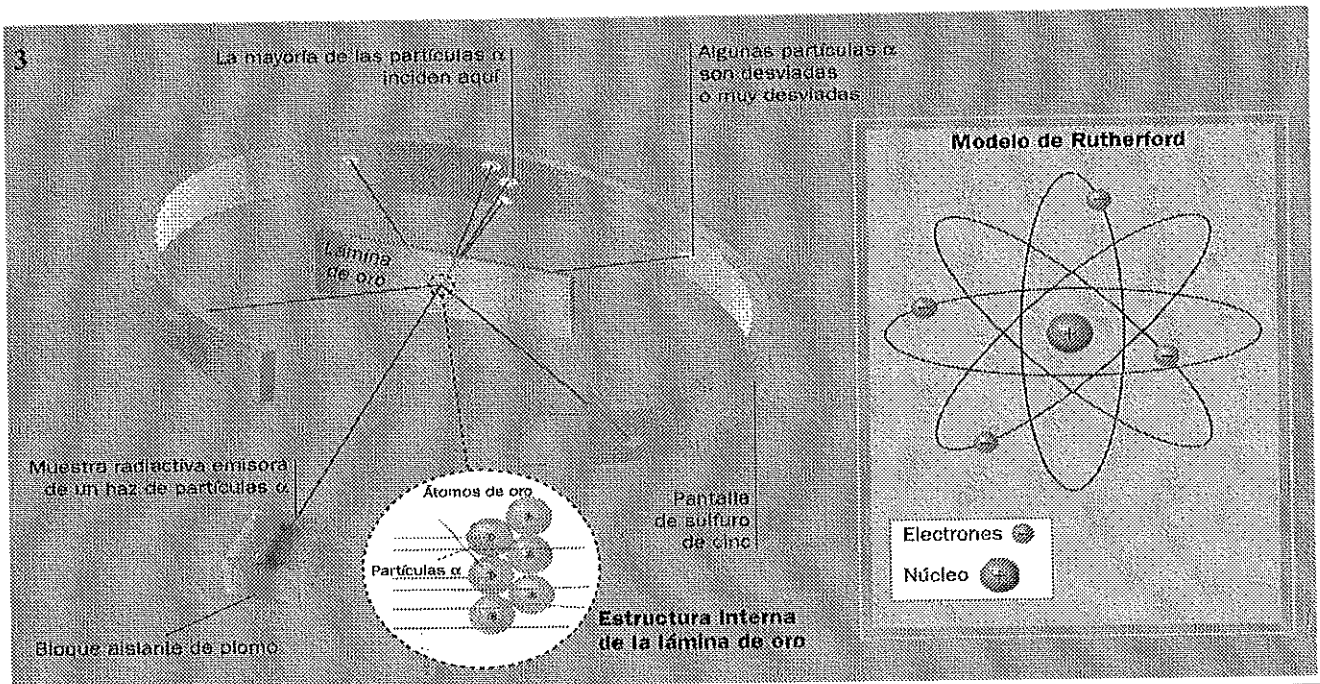 3
La mayoría de las partículas α
inciden aquí
Algunas partículas α
son desviadas
o muy desviadas
Lámina
de oro
Muestra radiactiva emisora
de un haz de partículas α
Bloque aislante de plomo
Átomos de oro
Partículas α
Estructura interna
de la lámina de oro
Pantalla
de sulfuro
de cinc
Modelo de Rutherford
+
Electrones
Núcleo
+